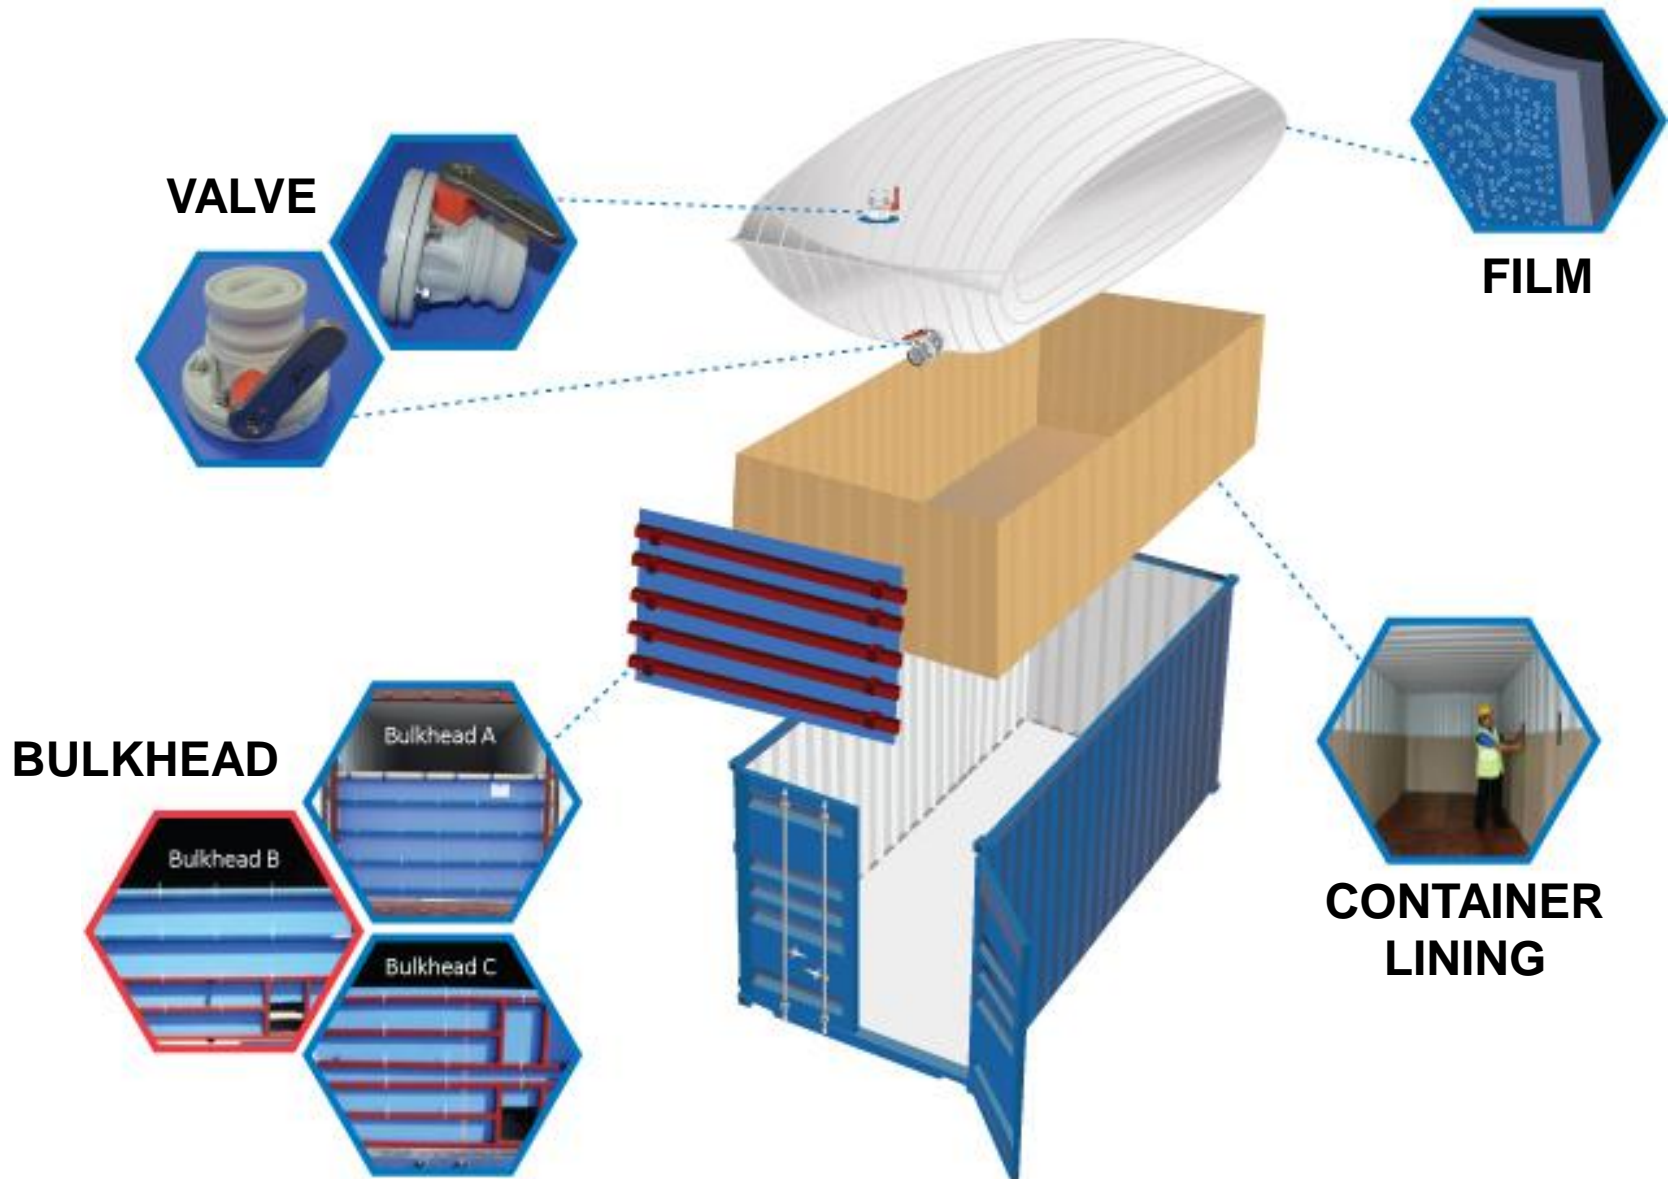 VALVE
FILM
BULKHEAD
Bulkhead A
Bulkhead B
Bulkhead C
CONTAINER
LINING